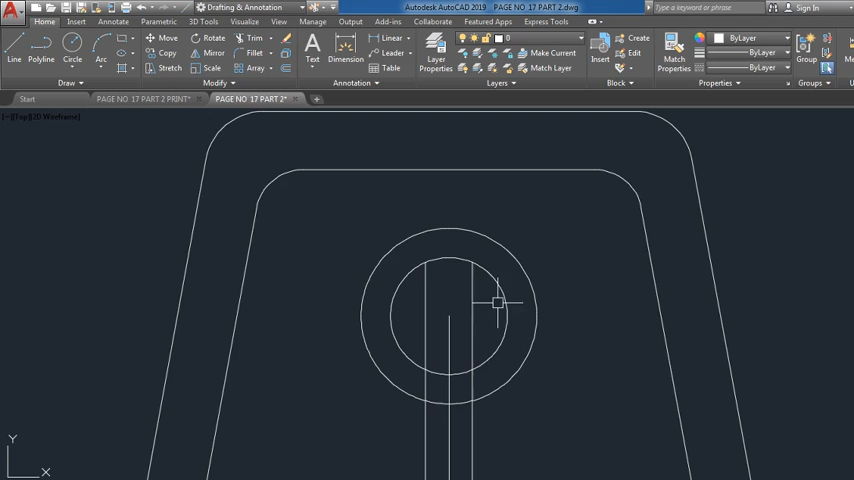 Drafting & Annotation
Autodesk AutoCAD 2019 PAGE NO 17 PART 2.dwg
Type a keyword or phrase
Sign In
Home Insert Annotate Parametric 3D Tools Visualize View Manage Output Add-ins Collaborate Featured Apps Express Tools
Line Polyline Circle Arc
Move Rotate Trim
Copy Mirror Fillet
Stretch Scale Array
Text Dimension
Linear
Leader
Table
Layer Properties
0
Make Current
Match Layer
Insert
Create
Edit
Match Properties
ByLayer
ByLayer
ByLayer
Group
Draw Modify Annotation Layers Block Properties Groups
Start PAGE NO 17 PART 2 PRINT* PAGE NO 17 PART 2*
[−][Top][2D Wireframe]
Y
X